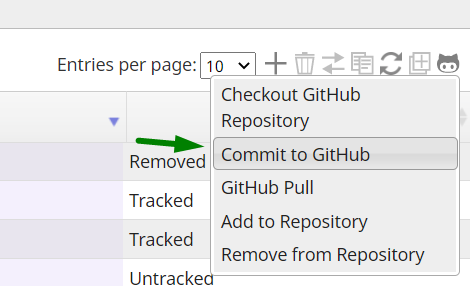 Entries per page: 10
Checkout GitHub
Repository
Removed
Commit to GitHub
Tracked
GitHub Pull
Tracked
Add to Repository
Untracked
Remove from Repository